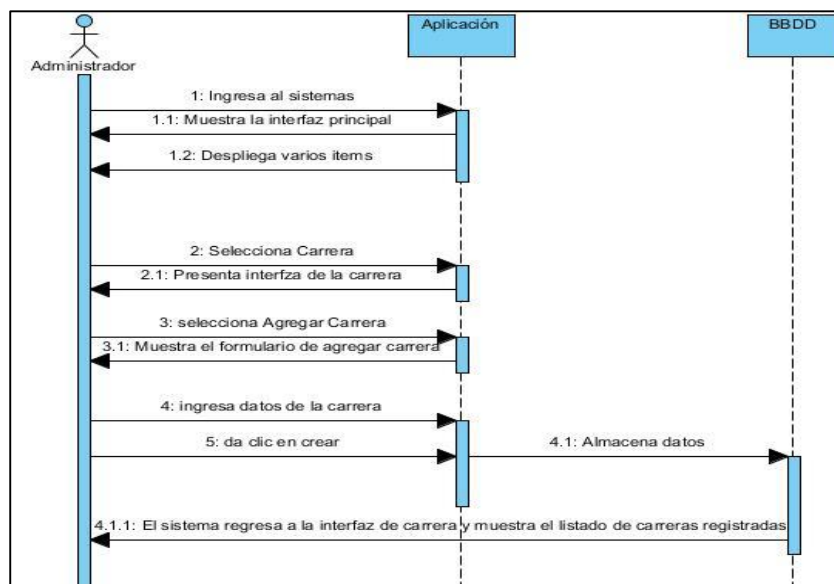 Aplicación
BBDD
Administrador
1: Ingresa al sistemas
1.1: Muestra la interfaz principal
1.2: Despliega varios items
2: Selecciona Carrera
2.1: Presenta interfza de la carrera
3: selecciona Agregar Carrera
3.1: Muestra el formulario de agregar carrera
4: ingresa datos de la carrera
5: da clic en crear
4.1: Almacena datos
4.1.1: El sistema regresa a la interfaz de carrera y muestra el listado de carreras registradas